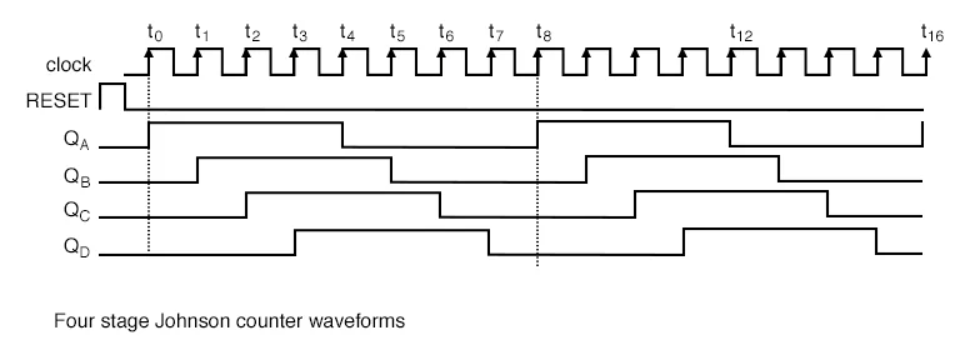 t0 t1 t2 t3 t4 t5 t6 t7 t8 t12 t16
clock
RESET
QA
QB
QC
QD
Four stage Johnson counter waveforms